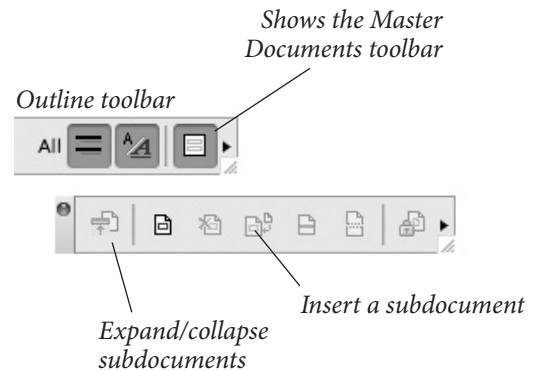 Shows the Master
Documents toolbar
Outline toolbar
All
A A
Insert a subdocument
Expand/collapse
subdocuments